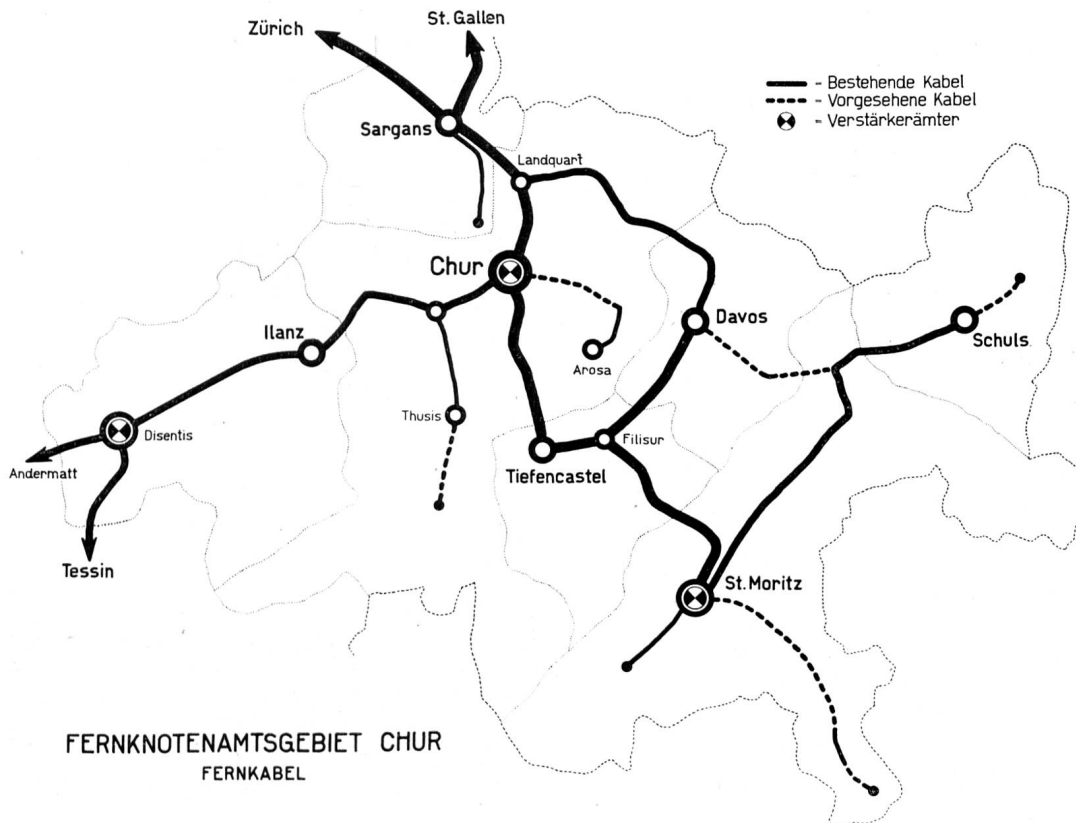 Zürich
St. Gallen
– Bestehende Kabel
– Vorgesehene Kabel
– Verstärkerämter
Sargans
Landquart
Chur
Ilanz
Davos
Schuls
Arosa
Thusis
Disentis
Filisur
Andermatt
Tiefencastel
Tessin
St. Moritz
FERNKNOTENAMTSGEBIET CHUR
FERNKABEL